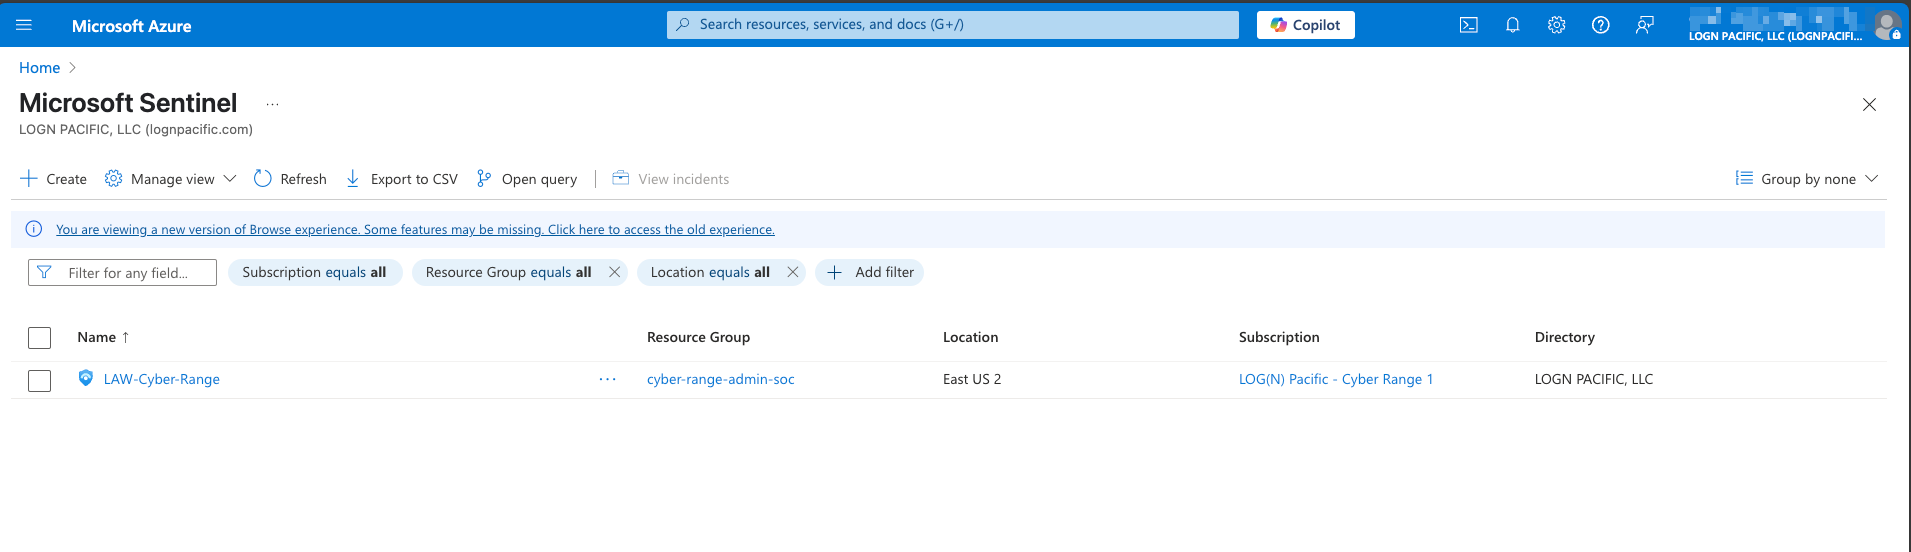 Microsoft Azure
Search resources, services, and docs (G+/)
Copilot
LOGN PACIFIC, LLC (LOGNPACIFI...
Home
Microsoft Sentinel ...
LOGN PACIFIC, LLC (lognpacific.com)
Create Manage view Refresh Export to CSV Open query View incidents Group by none
You are viewing a new version of Browse experience. Some features may be missing. Click here to access the old experience.
Filter for any field... Subscription equals all Resource Group equals all Location equals all Add filter
Name ↑ Resource Group Location Subscription Directory
LAW-Cyber-Range ... cyber-range-admin-soc East US 2 LOG(N) Pacific - Cyber Range 1 LOGN PACIFIC, LLC